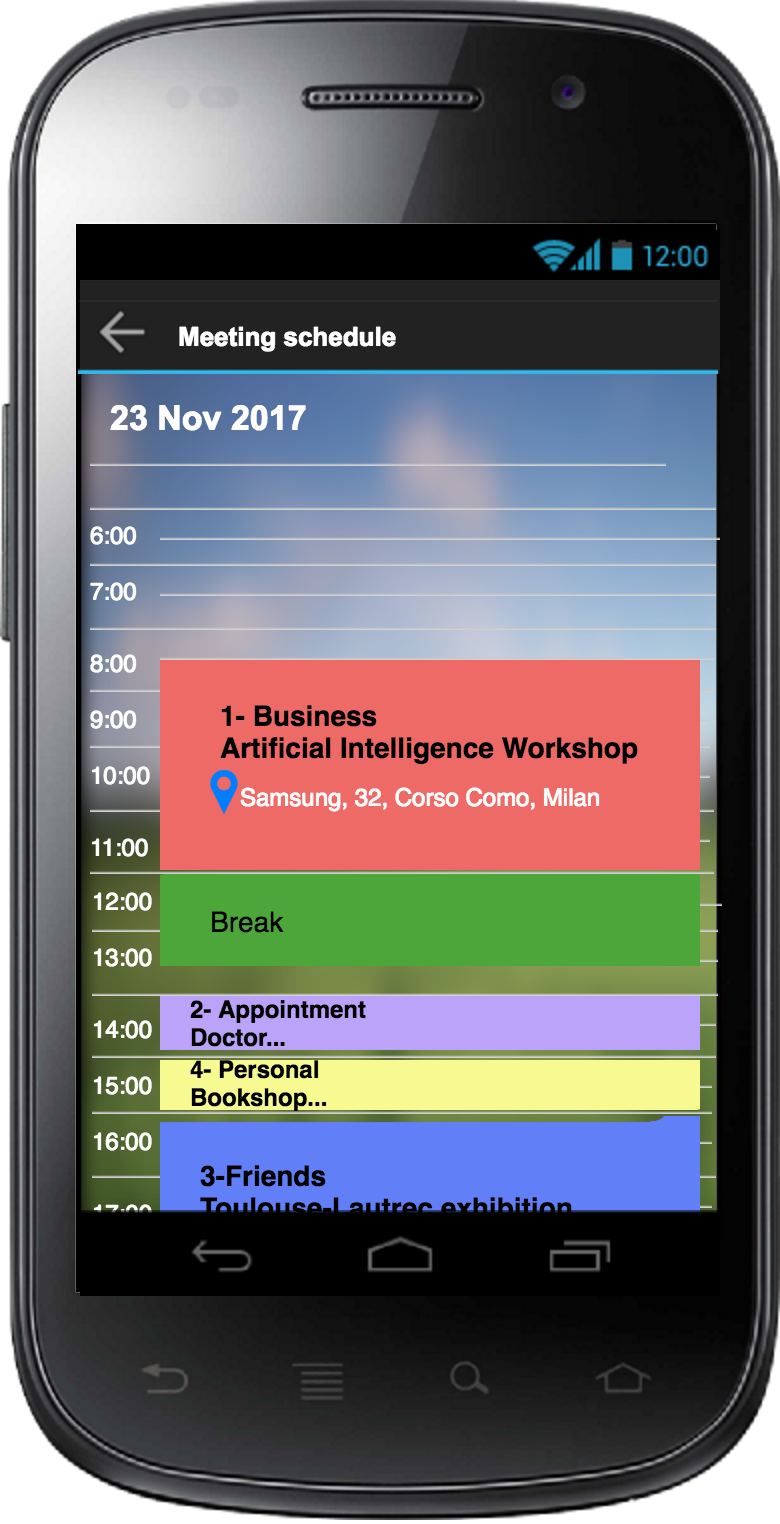 12:00
Meeting schedule
23 Nov 2017
6:00
7:00
8:00
9:00
10:00
11:00
12:00
13:00
14:00
15:00
16:00
17:00
1- Business
Artificial Intelligence Workshop
Samsung, 32, Corso Como, Milan
Break
2- Appointment
Doctor...
4- Personal
Bookshop...
3-Friends
Toulouse-Lautrec exhibition